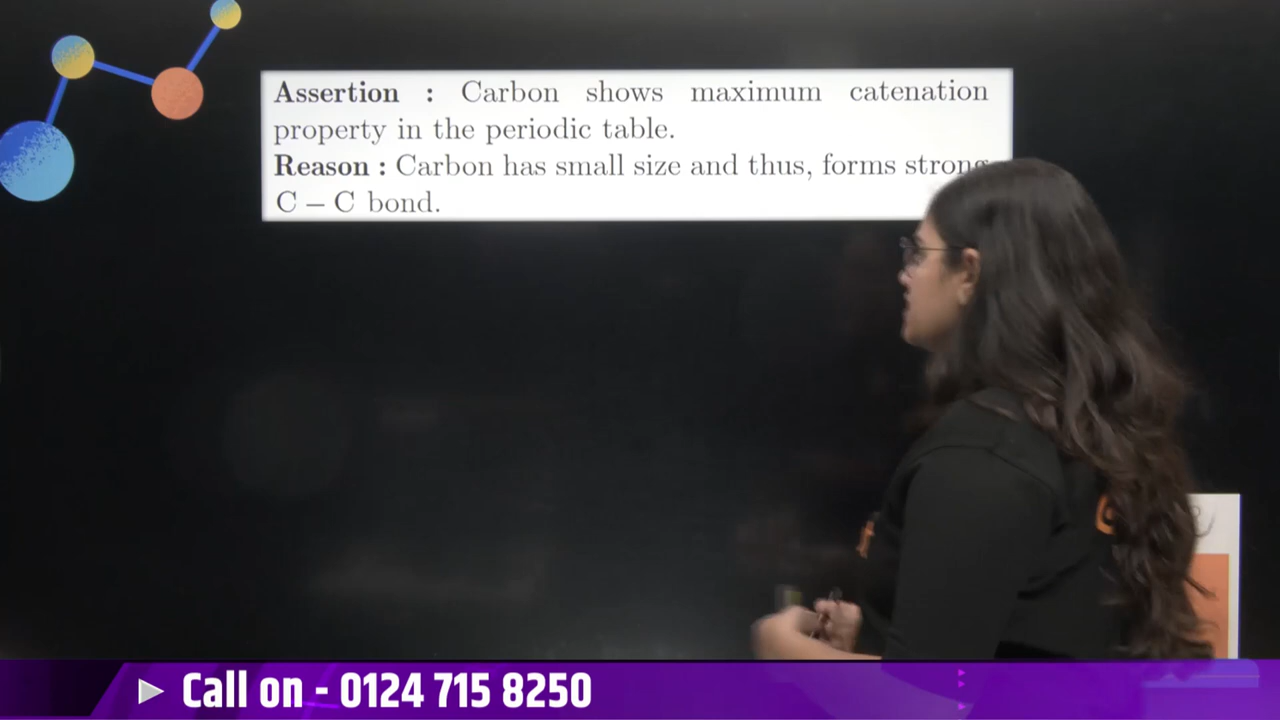 Assertion : Carbon shows maximum catenation
property in the periodic table.
Reason : Carbon has small size and thus, forms strong
C – C bond.
Call on - 0124 715 8250